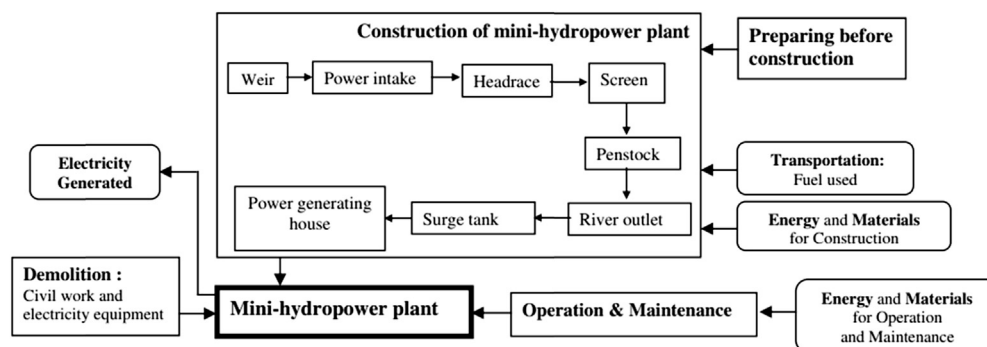 Construction of mini-hydropower plant
Preparing before
construction
Weir
Power intake
Headrace
Screen
Penstock
Electricity
Generated
Transportation:
Fuel used
Power generating
house
Surge tank
River outlet
Energy and Materials
for Construction
Demolition :
Civil work and
electricity equipment
Mini-hydropower plant
Operation & Maintenance
Energy and Materials
for Operation
and Maintenance